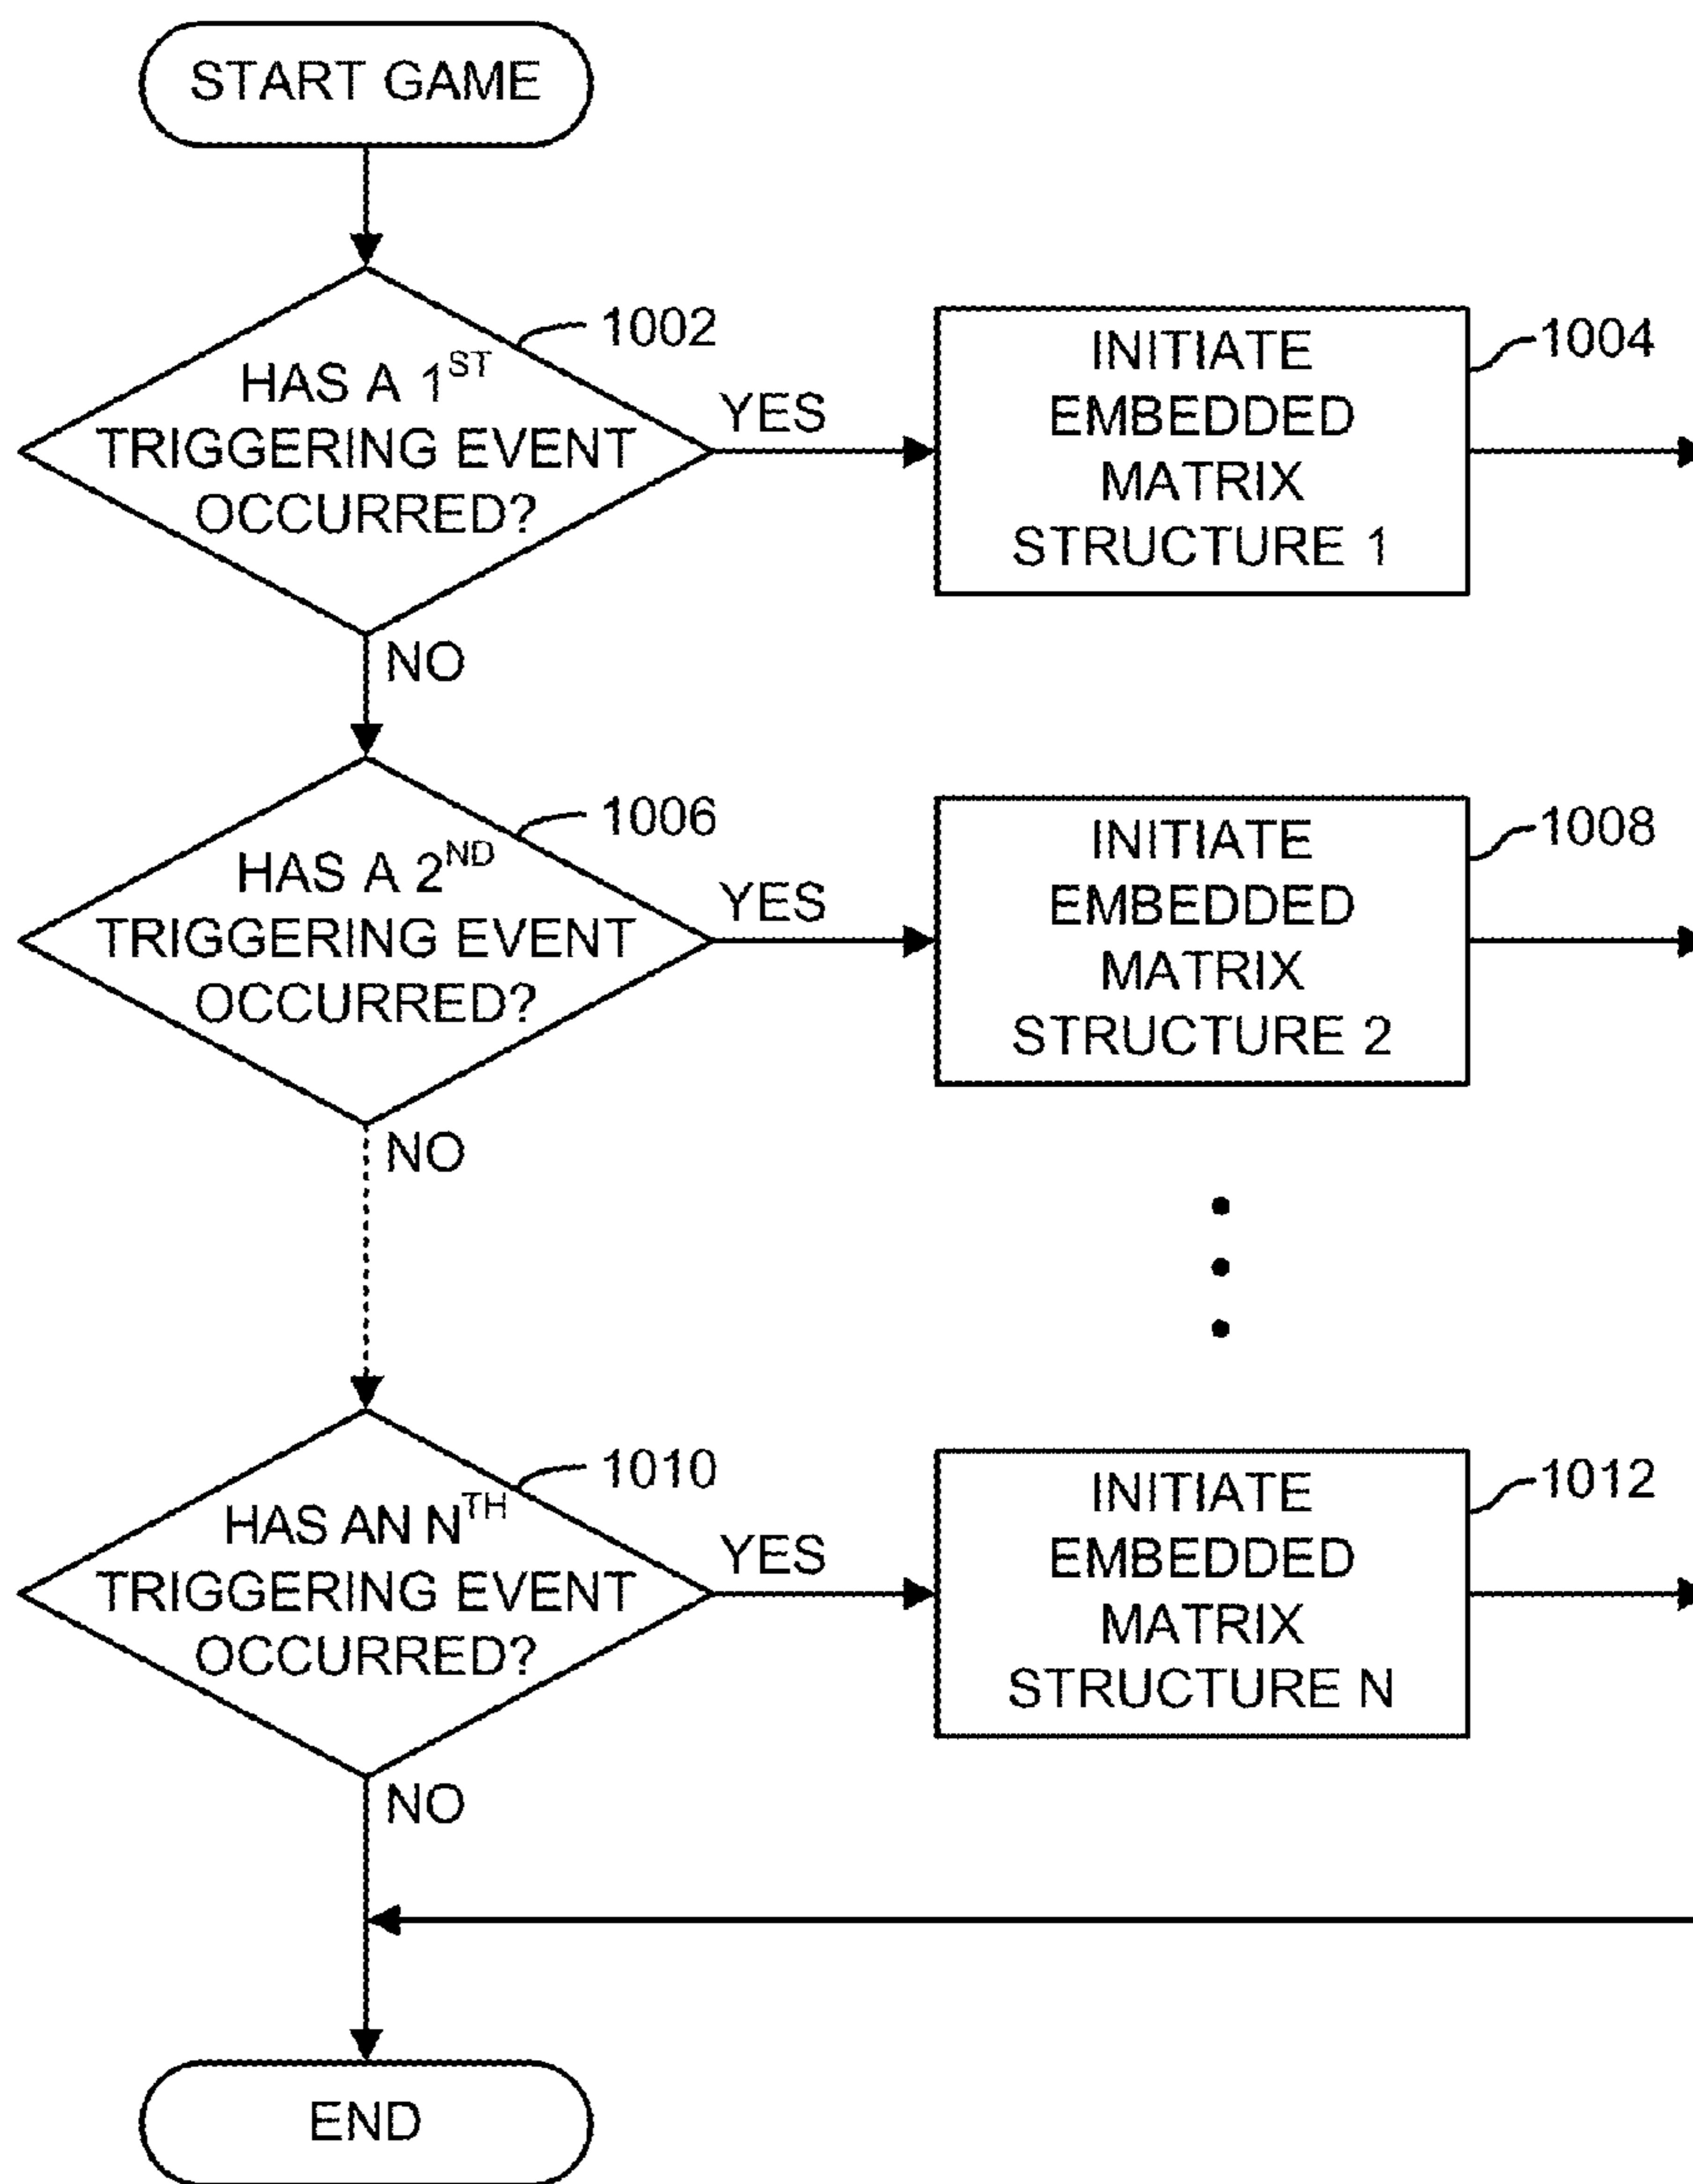 START GAME
1002
HAS A 1ST
TRIGGERING EVENT
OCCURRED?
YES
INITIATE
EMBEDDED
MATRIX
STRUCTURE 1
1004
NO
1006
HAS A 2ND
TRIGGERING EVENT
OCCURRED?
YES
INITIATE
EMBEDDED
MATRIX
STRUCTURE 2
1008
NO
1010
HAS AN NTH
TRIGGERING EVENT
OCCURRED?
YES
INITIATE
EMBEDDED
MATRIX
STRUCTURE N
1012
NO
END